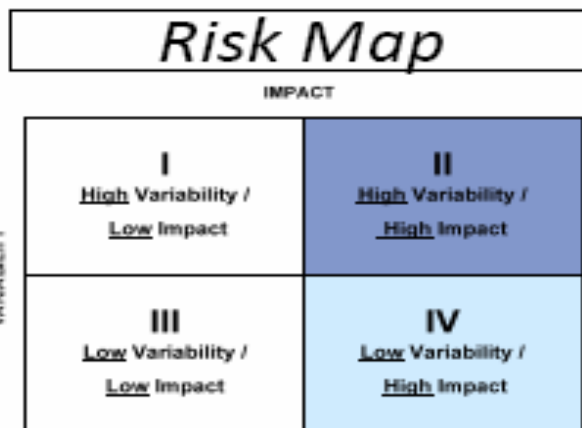 Risk Map
IMPACT
I
High Variability /
Low Impact
II
High Variability /
High Impact
III
Low Variability /
Low Impact
IV
Low Variability /
High Impact